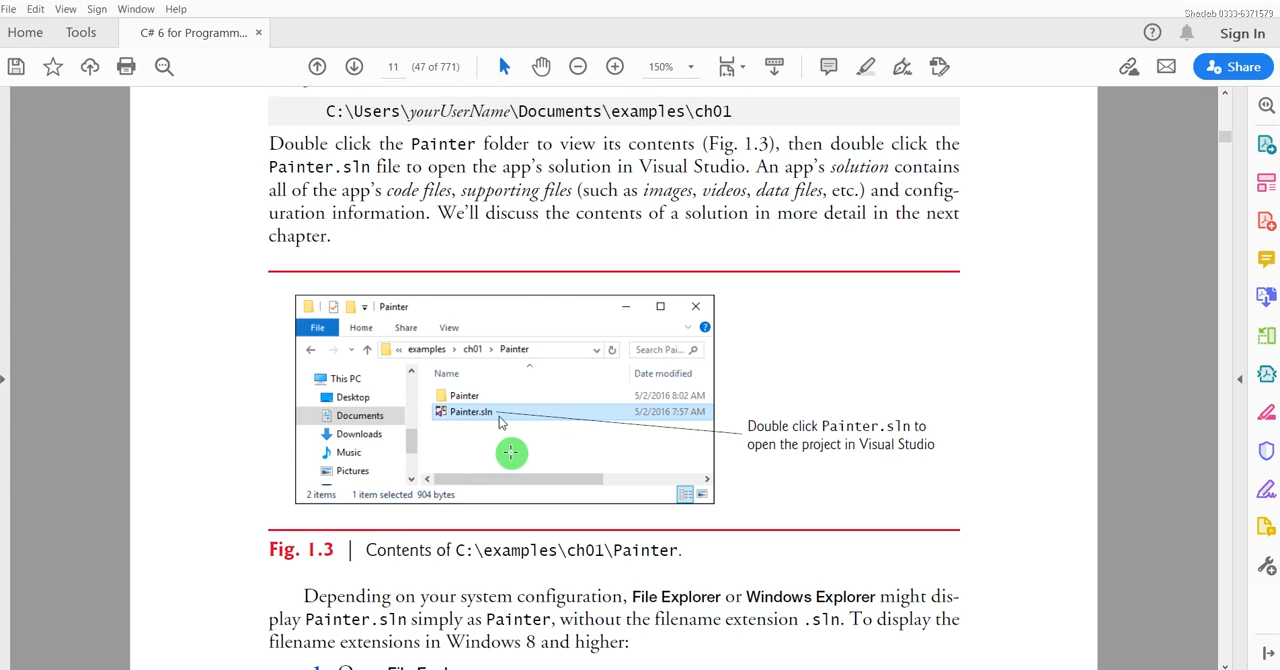 File Edit View Sign Window Help
Shadab 0333-6371579
Home Tools C# 6 for Programm... × Sign In
11 (47 of 771) 150% Share
C:\Users\yourUserName\Documents\examples\ch01
Double click the Painter folder to view its contents (Fig. 1.3), then double click the
Painter.sln file to open the app's solution in Visual Studio. An app's solution contains
all of the app's code files, supporting files (such as images, videos, data files, etc.) and config-
uration information. We'll discuss the contents of a solution in more detail in the next
chapter.
Painter
File Home Share View
« examples › ch01 › Painter Search Pai...
This PC Name Date modified
Desktop Painter 5/2/2016 8:02 AM
Documents Painter.sln 5/2/2016 7:57 AM
Downloads
Music
Pictures
2 items 1 item selected 904 bytes
Double click Painter.sln to
open the project in Visual Studio
Fig. 1.3 | Contents of C:\examples\ch01\Painter.
Depending on your system configuration, File Explorer or Windows Explorer might dis-
play Painter.sln simply as Painter, without the filename extension .sln. To display the
filename extensions in Windows 8 and higher: